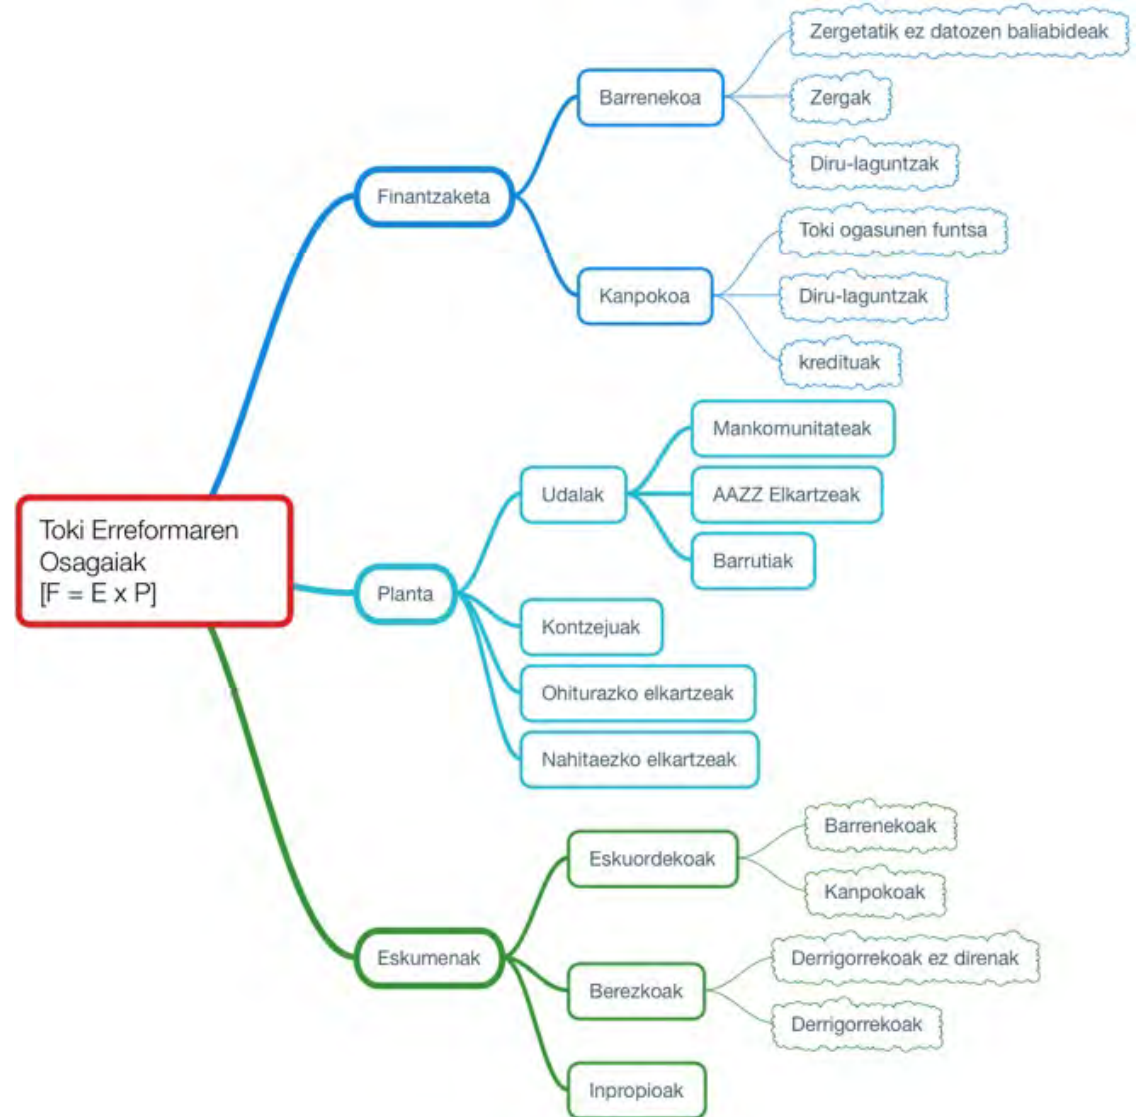 Toki Erreformaren
Osagaiak
[F = E x P]
Finantzaketa
Barrenekoa
Zergetatik ez datozen baliabideak
Zergak
Diru-laguntzak
Kanpokoa
Toki ogasunen funtsa
Diru-laguntzak
kredituak
Planta
Udalak
Mankomunitateak
AAZZ Elkartzeak
Barrutiak
Kontzejuak
Ohiturazko elkartzeak
Nahitaezko elkartzeak
Eskumenak
Eskuordekoak
Barrenekoak
Kanpokoak
Berezkoak
Derrigorrekoak ez direnak
Derrigorrekoak
Inpropioak